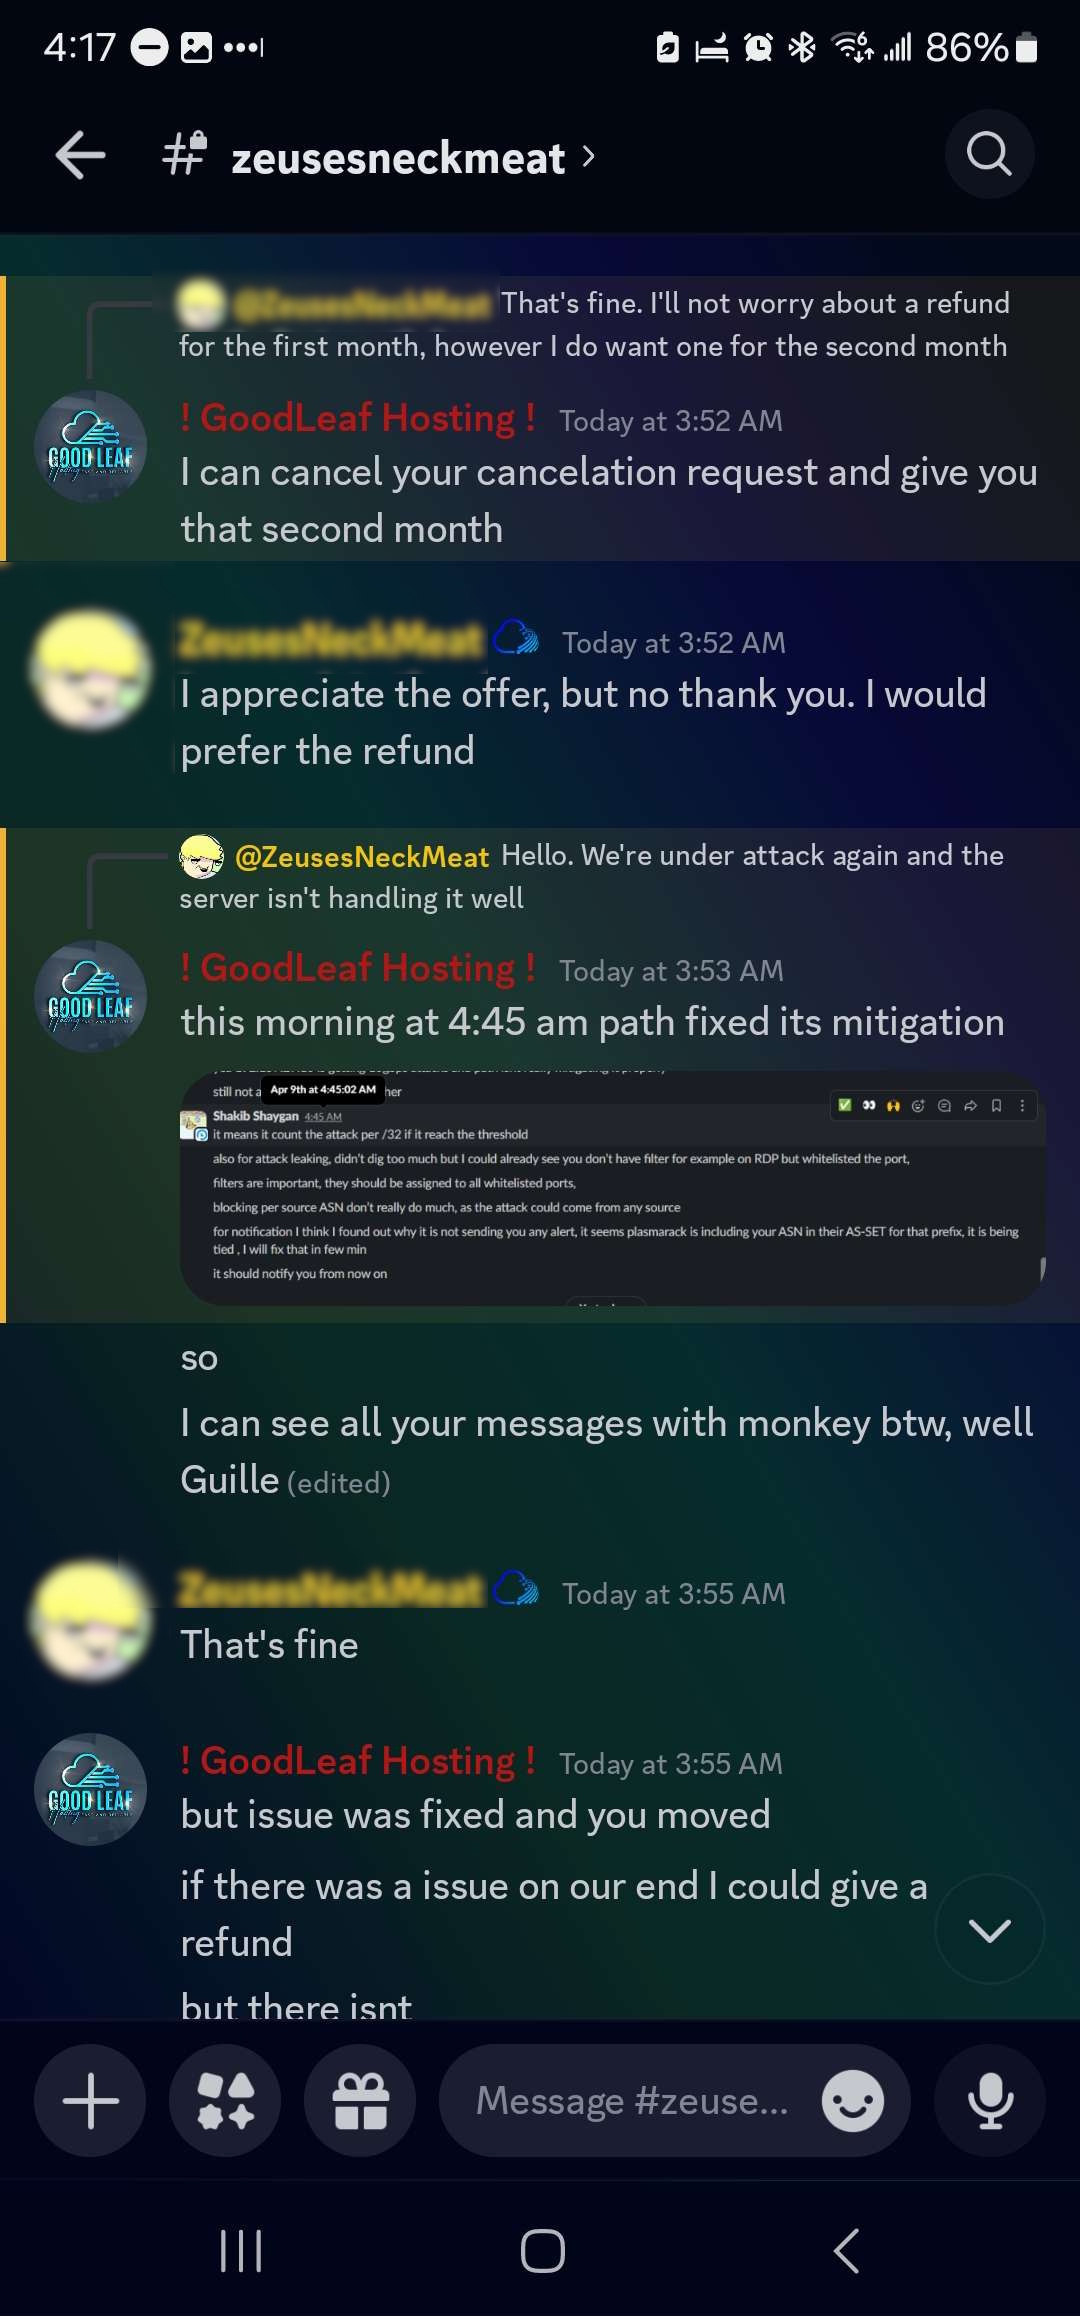 4:17
86%
zeusesneckmeat
@ZeusesNeckMeat That's fine. I'll not worry about a refund
for the first month, however I do want one for the second month
! GoodLeaf Hosting ! Today at 3:52 AM
GOOD LEAF
I can cancel your cancelation request and give you
that second month
ZeusesNeckMeat Today at 3:52 AM
I appreciate the offer, but no thank you. I would
prefer the refund
@ZeusesNeckMeat Hello. We're under attack again and the
server isn't handling it well
! GoodLeaf Hosting ! Today at 3:53 AM
GOOD LEAF
this morning at 4:45 am path fixed its mitigation
still not a
Apr 9th at 4:45:02 AM
her
Shakib Shaygan 4:45 AM
it means it count the attack per /32 if it reach the threshold
also for attack leaking, didn't dig too much but I could already see you don't have filter for example on RDP but whitelisted the port,
filters are important, they should be assigned to all whitelisted ports,
blocking per source ASN don't really do much, as the attack could come from any source
for notification I think I found out why it is not sending you any alert, it seems plasmarack is including your ASN in their AS-SET for that prefix, it is being
tied , I will fix that in few min
it should notify you from now on
so
I can see all your messages with monkey btw, well
Guille (edited)
ZeusesNeckMeat Today at 3:55 AM
That's fine
! GoodLeaf Hosting ! Today at 3:55 AM
GOOD LEAF
but issue was fixed and you moved
if there was a issue on our end I could give a
refund
but there isnt
Message #zeuse...